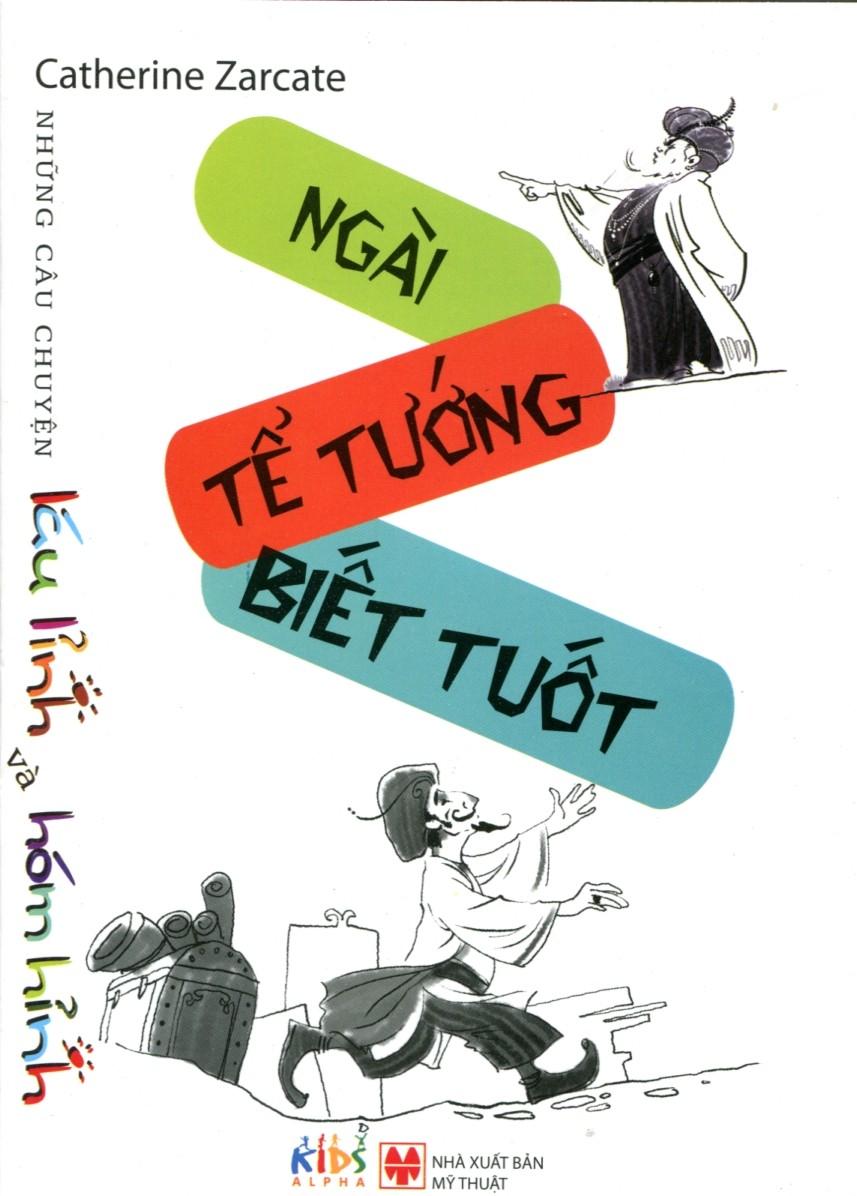 Catherine Zarcate
NHỮNG CÂU CHUYỆN
láu lỉnh
và
hóm hỉnh
NGÀI
TỂ TƯỚNG
BIẾT TUỐT
KIDS
ALPHA
NHÀ XUẤT BẢN
MỸ THUẬT